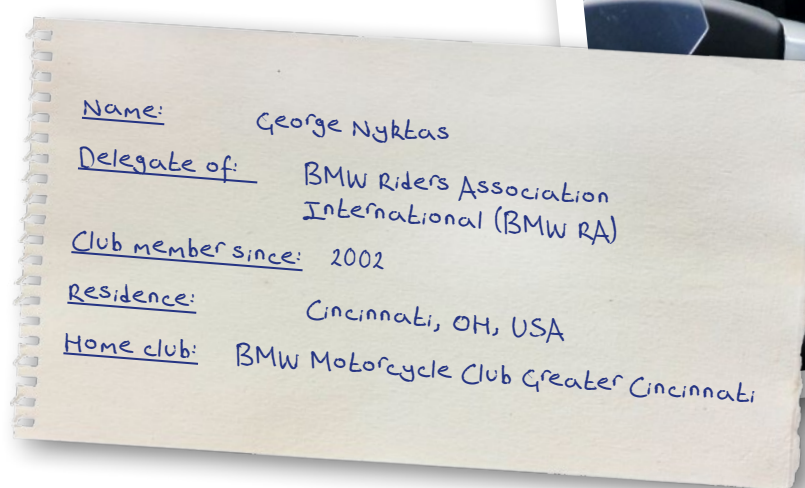 Name: George Nyktas
Delegate of: BMW Riders Association
International (BMW RA)
Club member since: 2002
Residence: Cincinnati, OH, USA
Home club: BMW Motorcycle Club Greater Cincinnati